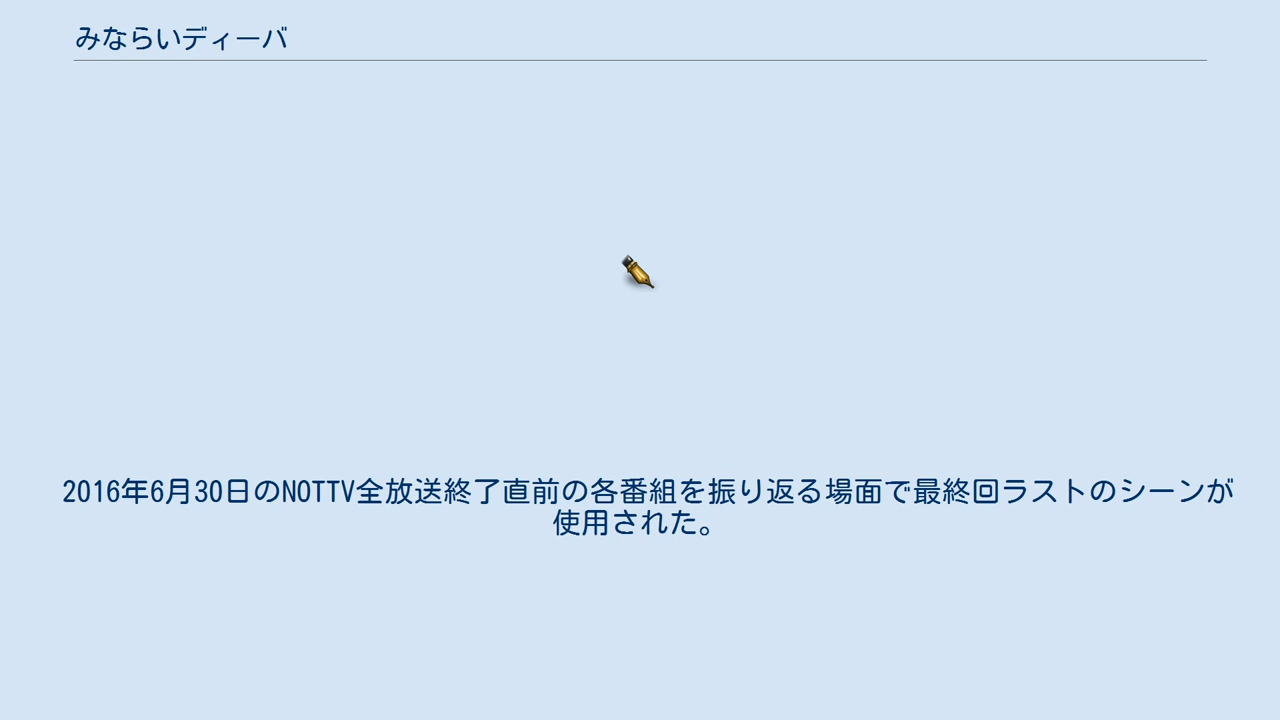 みならいディーバ
2016年6月30日のNOTTV全放送終了直前の各番組を振り返る場面で最終回ラストのシーンが
使用された。